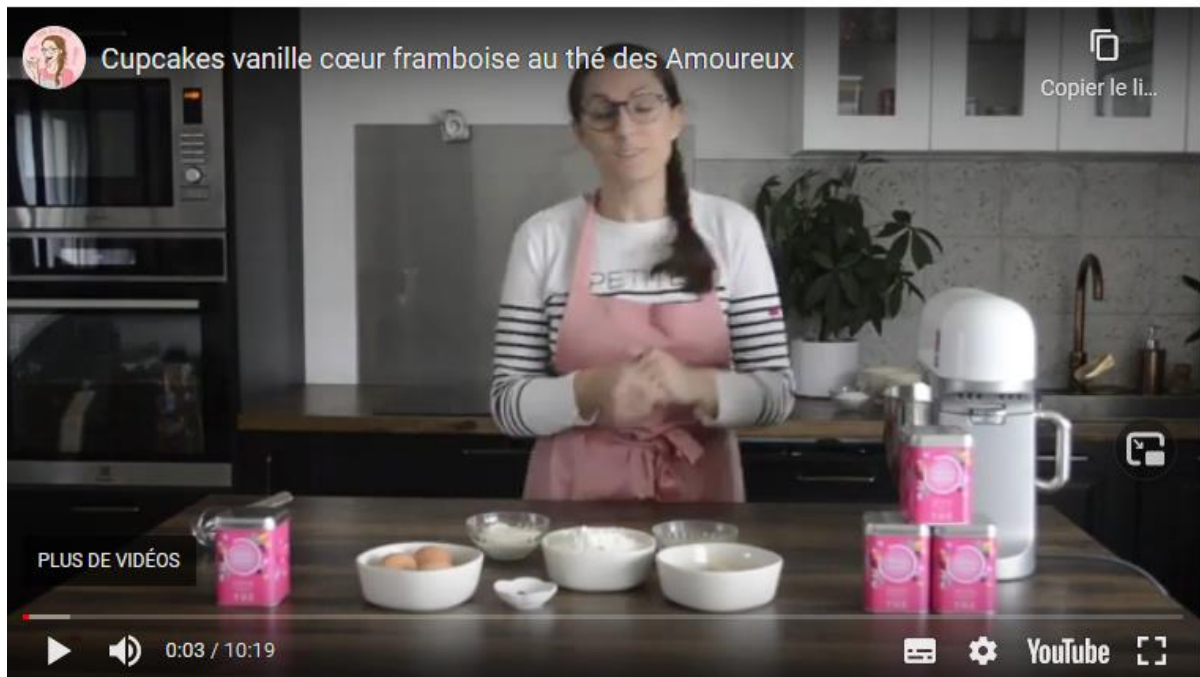 Cupcakes vanille cœur framboise au thé des Amoureux
Copier le li...
PETITE
PLUS DE VIDÉOS
0:03 / 10:19
YouTube